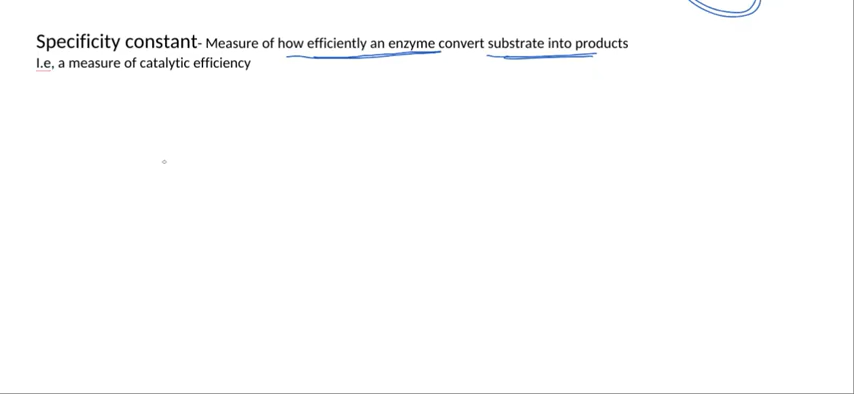 Specificity constant- Measure of how efficiently an enzyme convert substrate into products
I.e, a measure of catalytic efficiency